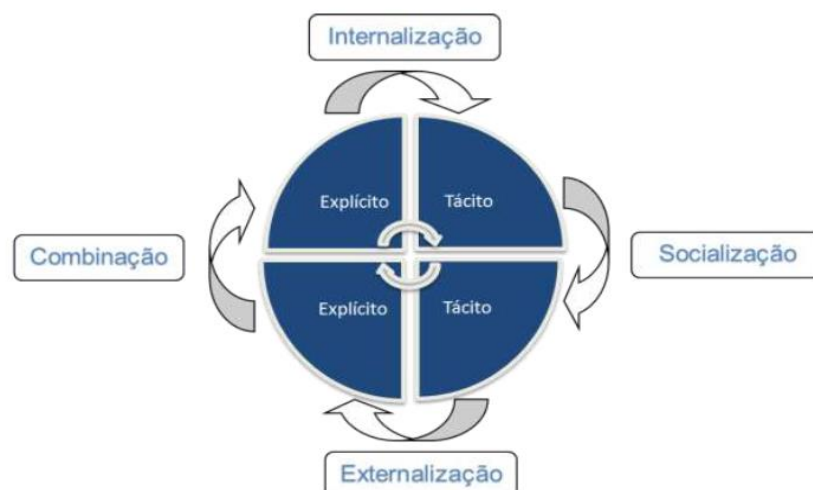 Internalização
Explícito
Tácito
Combinação
Socialização
Explícito
Tácito
Externalização